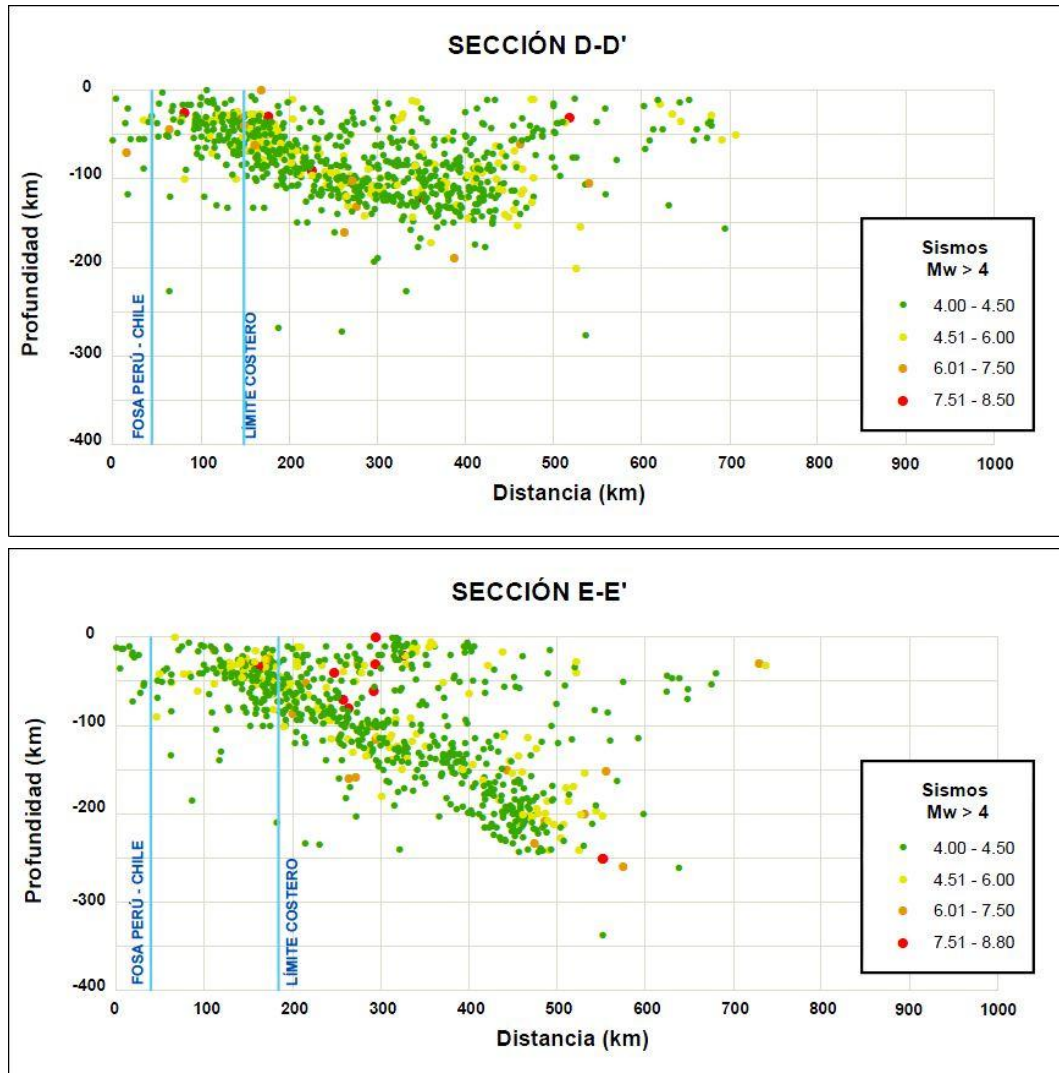 SECCIÓN D-D'
Profundidad (km)
0
-100
-200
-300
-400
FOSA PERÚ - CHILE
LÍMITE COSTERO
Sismos
Mw > 4
4.00 - 4.50
4.51 - 6.00
6.01 - 7.50
7.51 - 8.50
0 100 200 300 400 500 600 700 800 900 1000
Distancia (km)
SECCIÓN E-E'
Profundidad (km)
0
-100
-200
-300
-400
FOSA PERÚ - CHILE
LÍMITE COSTERO
Sismos
Mw > 4
4.00 - 4.50
4.51 - 6.00
6.01 - 7.50
7.51 - 8.80
0 100 200 300 400 500 600 700 800 900 1000
Distancia (km)